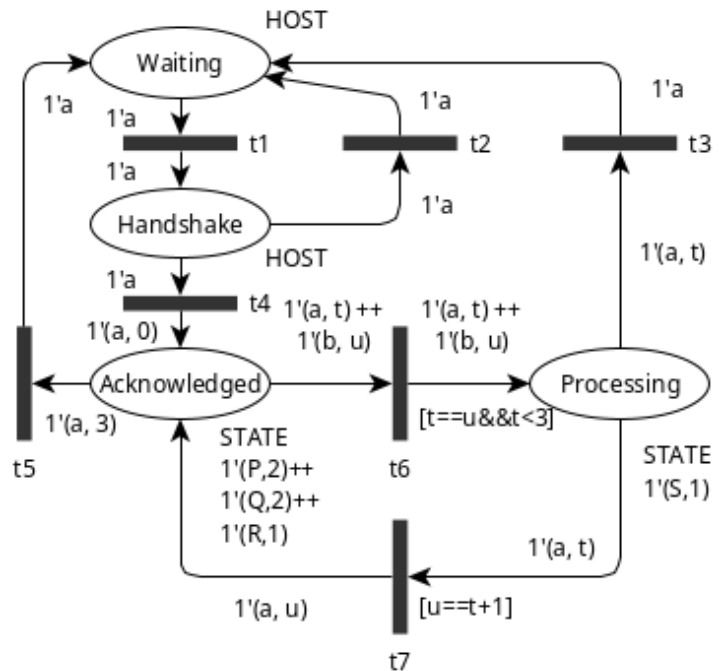 HOST
Waiting
1'a
1'a
1'a
1'a
t1
t2
t3
1'a
1'a
Handshake
HOST
1'a
1'(a, t)
t4
1'(a, 0)
1'(a, t) ++
1'(b, u)
1'(a, t) ++
1'(b, u)
Acknowledged
Processing
1'(a, 3)
[t==u&&t<3]
t5
STATE
1'(P,2)++
1'(Q,2)++
1'(R,1)
t6
STATE
1'(S,1)
1'(a, t)
1'(a, u)
[u==t+1]
t7